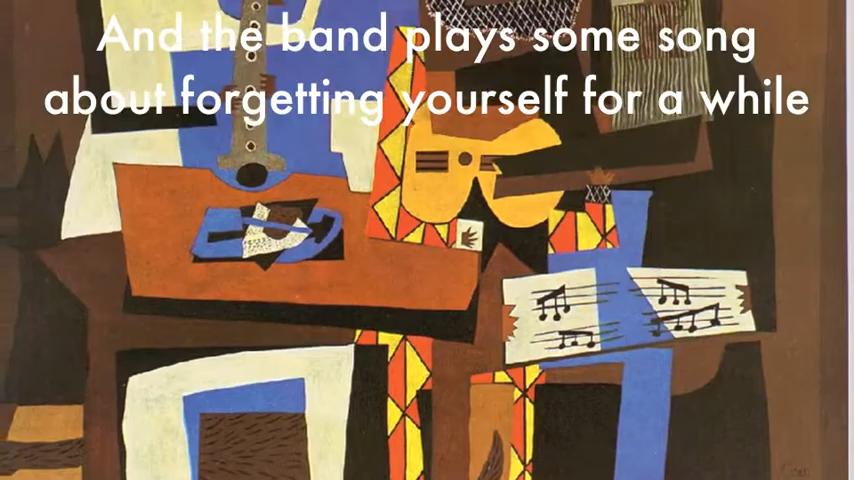 And the band plays some song
about forgetting yourself for a while